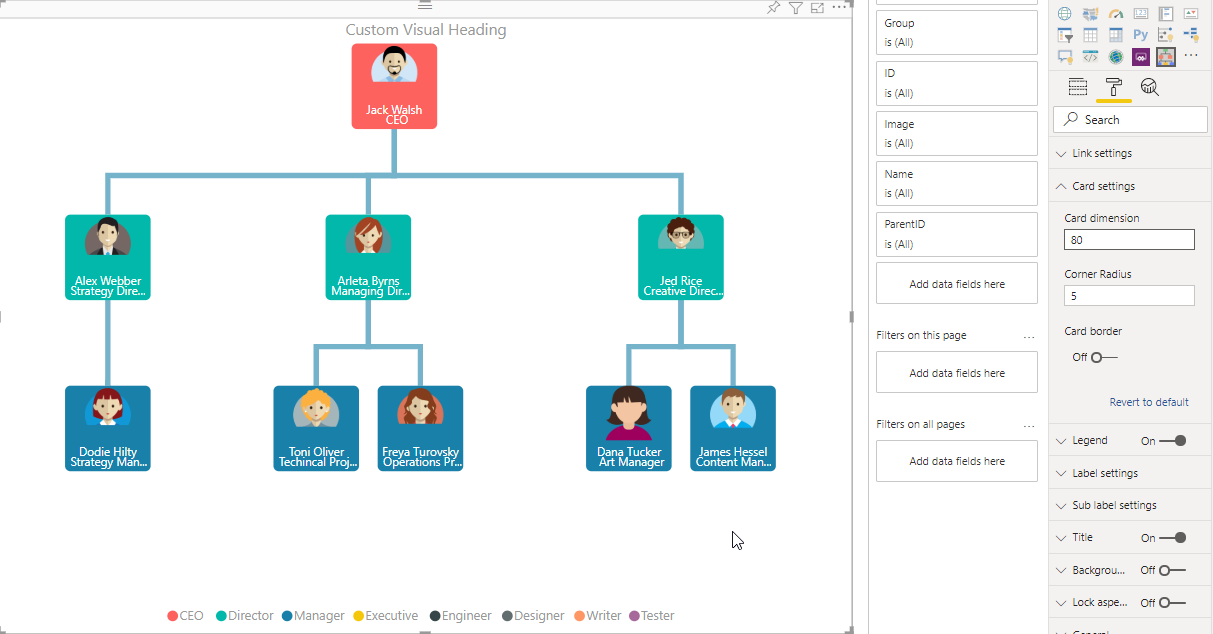 Custom Visual Heading
Jack Walsh
CEO
Alex Webber
Strategy Dire...
Arleta Byrns
Managing Dir...
Jed Rice
Creative Direc...
Dodie Hilty
Strategy Man...
Toni Oliver
Techincal Proj...
Freya Turovsky
Operations Pr...
Dana Tucker
Art Manager
James Hessel
Content Man...
CEO Director Manager Executive Engineer Designer Writer Tester
Group
is (All)
ID
is (All)
Image
is (All)
Name
is (All)
ParentID
is (All)
Add data fields here
Filters on this page
Add data fields here
Filters on all pages
Add data fields here
123
Py
Search
Link settings
Card settings
Card dimension
80
Corner Radius
5
Card border
Off
Revert to default
Legend On
Label settings
Sub label settings
Title On
Backgrou... Off
Lock aspe... Off